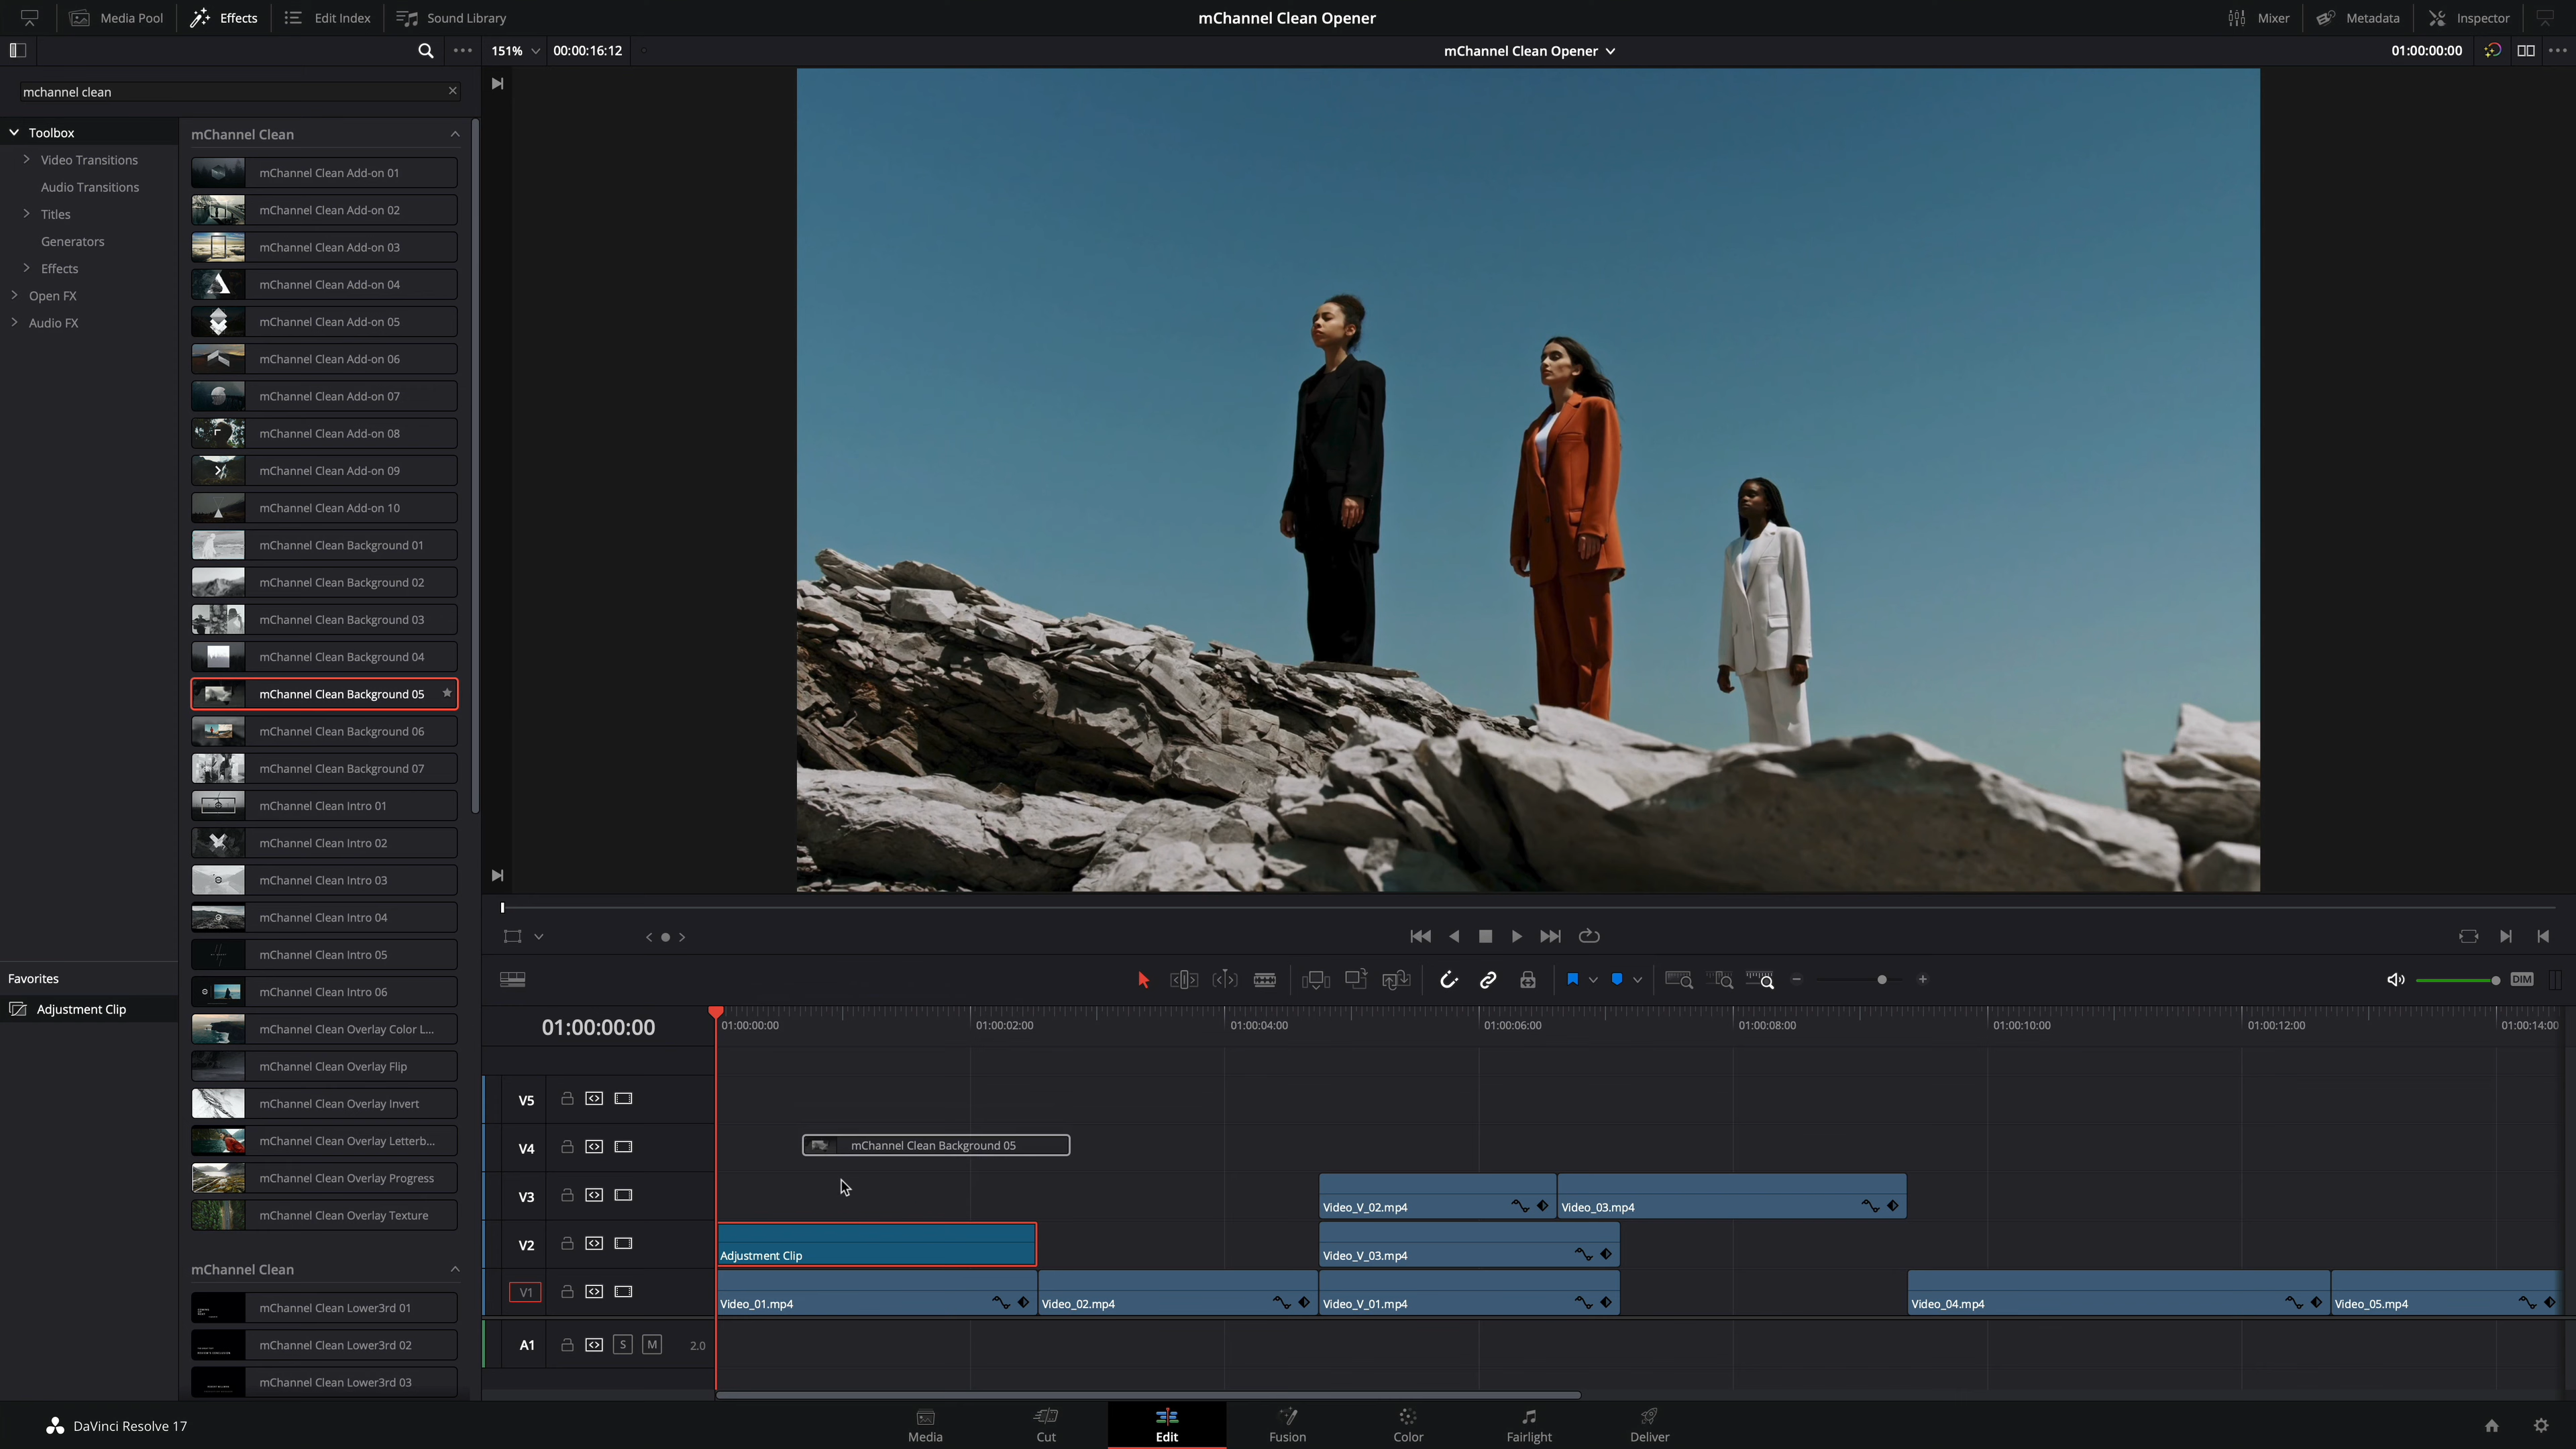 Media Pool
Effects
Edit Index
Sound Library
mChannel Clean Opener
Mixer
Metadata
Inspector
151%
00:00:16:12
mChannel Clean Opener
01:00:00:00
mchannel clean
Toolbox
Video Transitions
Audio Transitions
Titles
Generators
Effects
Open FX
Audio FX
Favorites
Adjustment Clip
mChannel Clean
mChannel Clean Add-on 01
mChannel Clean Add-on 02
mChannel Clean Add-on 03
mChannel Clean Add-on 04
mChannel Clean Add-on 05
mChannel Clean Add-on 06
mChannel Clean Add-on 07
mChannel Clean Add-on 08
mChannel Clean Add-on 09
mChannel Clean Add-on 10
mChannel Clean Background 01
mChannel Clean Background 02
mChannel Clean Background 03
mChannel Clean Background 04
mChannel Clean Background 05
mChannel Clean Background 06
mChannel Clean Background 07
mChannel Clean Intro 01
mChannel Clean Intro 02
mChannel Clean Intro 03
mChannel Clean Intro 04
mChannel Clean Intro 05
mChannel Clean Intro 06
mChannel Clean Overlay Color L...
mChannel Clean Overlay Flip
mChannel Clean Overlay Invert
mChannel Clean Overlay Letterb...
mChannel Clean Overlay Progress
mChannel Clean Overlay Texture
mChannel Clean
mChannel Clean Lower3rd 01
mChannel Clean Lower3rd 02
mChannel Clean Lower3rd 03
DIM
01:00:00:00
01:00:00:00
01:00:02:00
01:00:04:00
01:00:06:00
01:00:08:00
01:00:10:00
01:00:12:00
01:00:14:00
V5
V4
mChannel Clean Background 05
V3
Video_V_02.mp4
Video_03.mp4
V2
Adjustment Clip
Video_V_03.mp4
V1
Video_01.mp4
Video_02.mp4
Video_V_01.mp4
Video_04.mp4
Video_05.mp4
A1
S
M
2.0
DaVinci Resolve 17
Media
Cut
Edit
Fusion
Color
Fairlight
Deliver